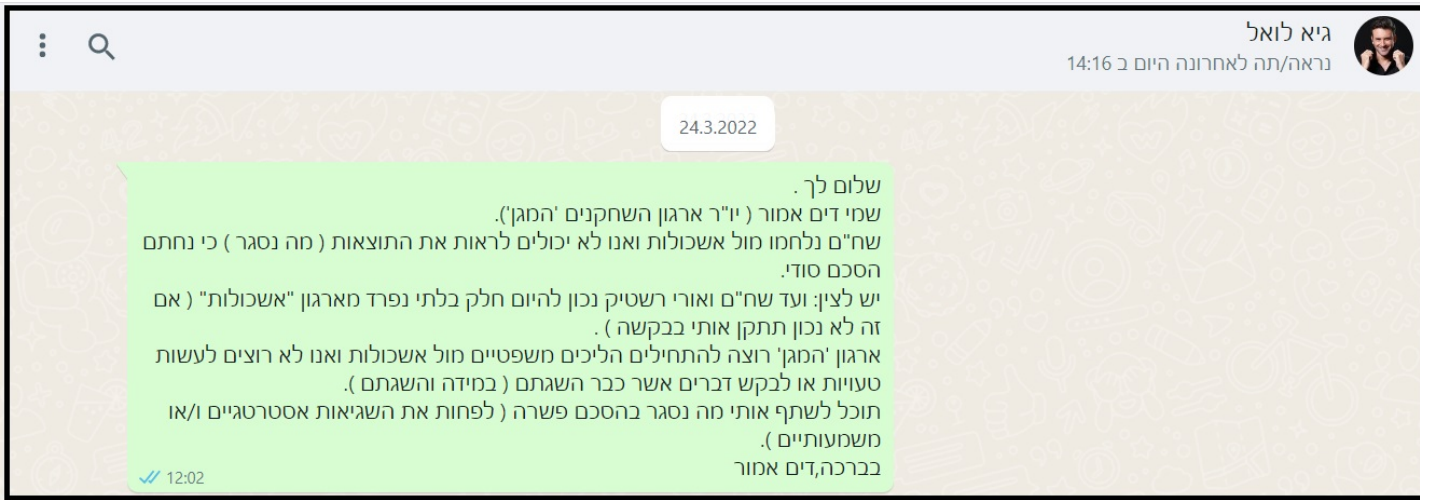 גיא לואל
נראה/תה לאחרונה היום ב 14:16
24.3.2022
שלום לך .
שמי דים אמור ( יו"ר ארגון השחקנים 'המגן').
שח"ם נלחמו מול אשכולות ואנו לא יכולים לראות את התוצאות ( מה נסגר ) כי נחתם
הסכם סודי.
יש לצין: ועד שח"ם ואורי רשטיק נכון להיום חלק בלתי נפרד מארגון "אשכולות" ( אם
זה לא נכון תתקן אותי בבקשה ) .
ארגון 'המגן' רוצה להתחילים הליכים משפטיים מול אשכולות ואנו לא רוצים לעשות
טעויות או לבקש דברים אשר כבר השגתם ( במידה והשגתם ).
תוכל לשתף אותי מה נסגר בהסכם פשרה ( לפחות את השגיאות אסטרטגיים ו/או
משמעותיים ).
בברכה,דים אמור
12:02